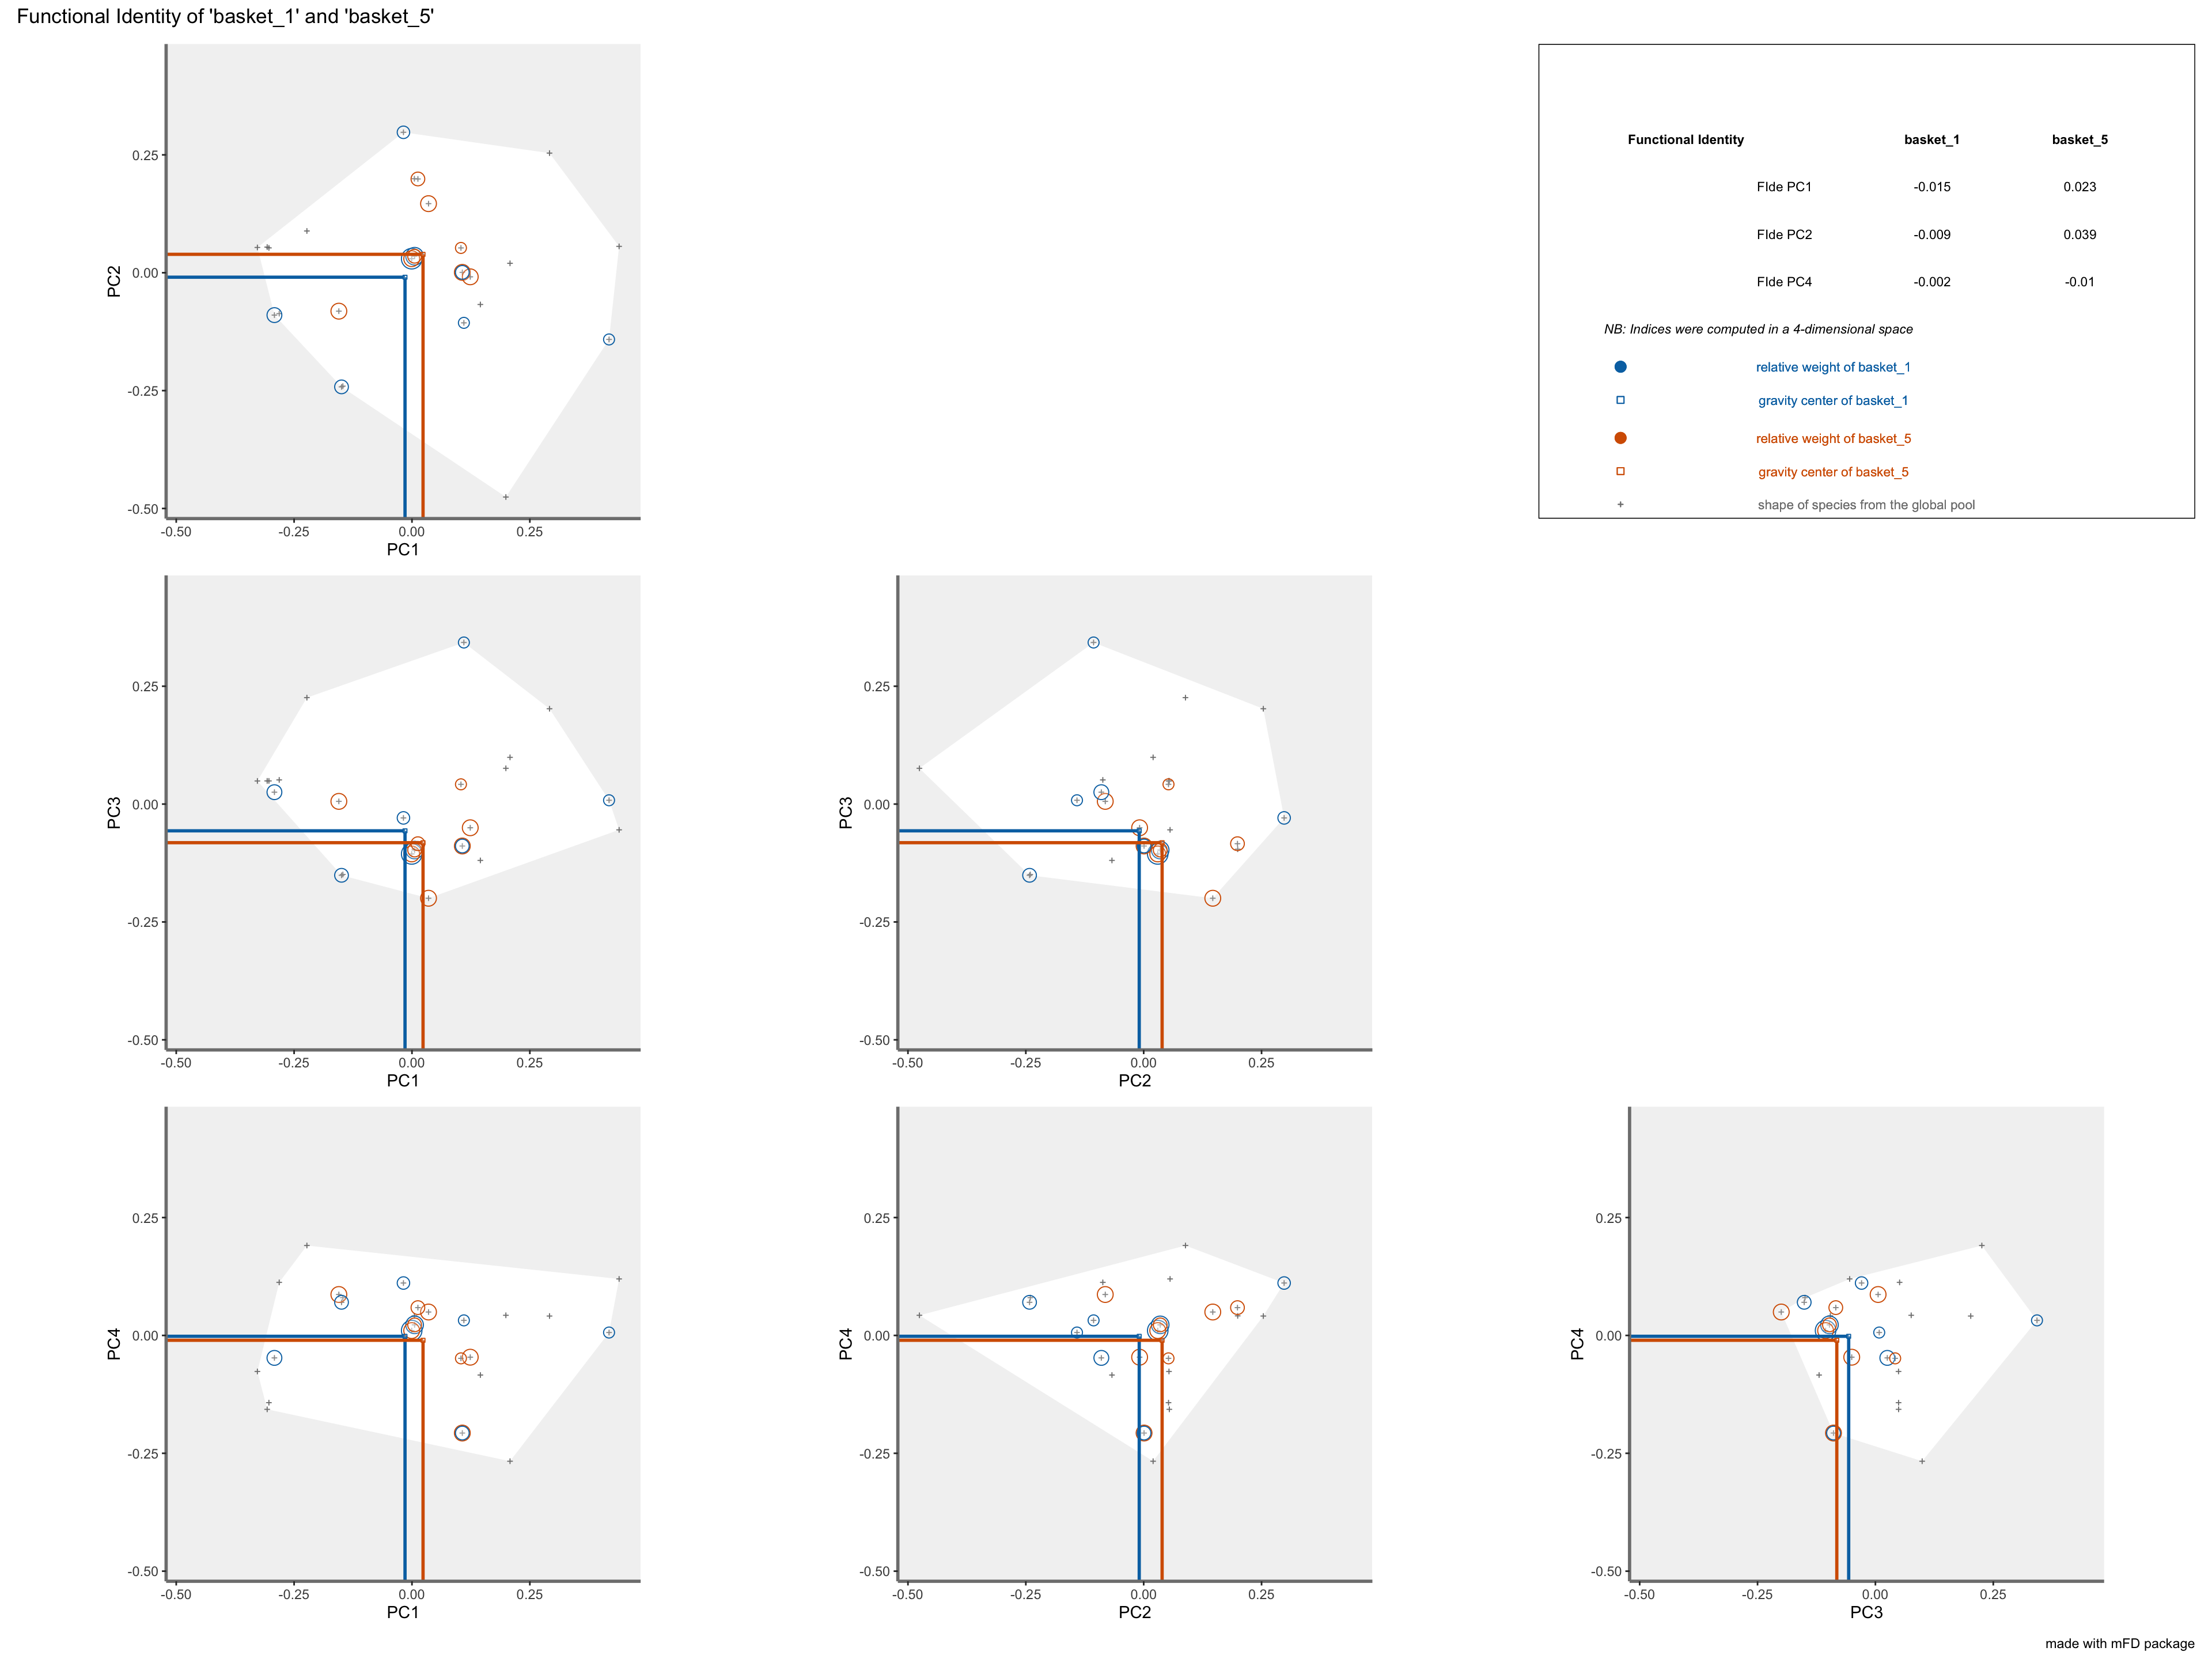 Functional Identity of 'basket_1' and 'basket_5'
0.25
0.00
-0.25
-0.50
PC2
-0.50 -0.25 0.00 0.25
PC1
Functional Identity basket_1 basket_5
FIde PC1 -0.015 0.023
FIde PC2 -0.009 0.039
FIde PC4 -0.002 -0.01
NB: Indices were computed in a 4-dimensional space
relative weight of basket_1
gravity center of basket_1
relative weight of basket_5
gravity center of basket_5
shape of species from the global pool
0.25
0.00
-0.25
-0.50
PC3
-0.50 -0.25 0.00 0.25
PC1
0.25
0.00
-0.25
-0.50
PC3
-0.50 -0.25 0.00 0.25
PC2
0.25
0.00
-0.25
-0.50
PC4
-0.50 -0.25 0.00 0.25
PC1
0.25
0.00
-0.25
-0.50
PC4
-0.50 -0.25 0.00 0.25
PC2
0.25
0.00
-0.25
-0.50
PC4
-0.50 -0.25 0.00 0.25
PC3
made with mFD package